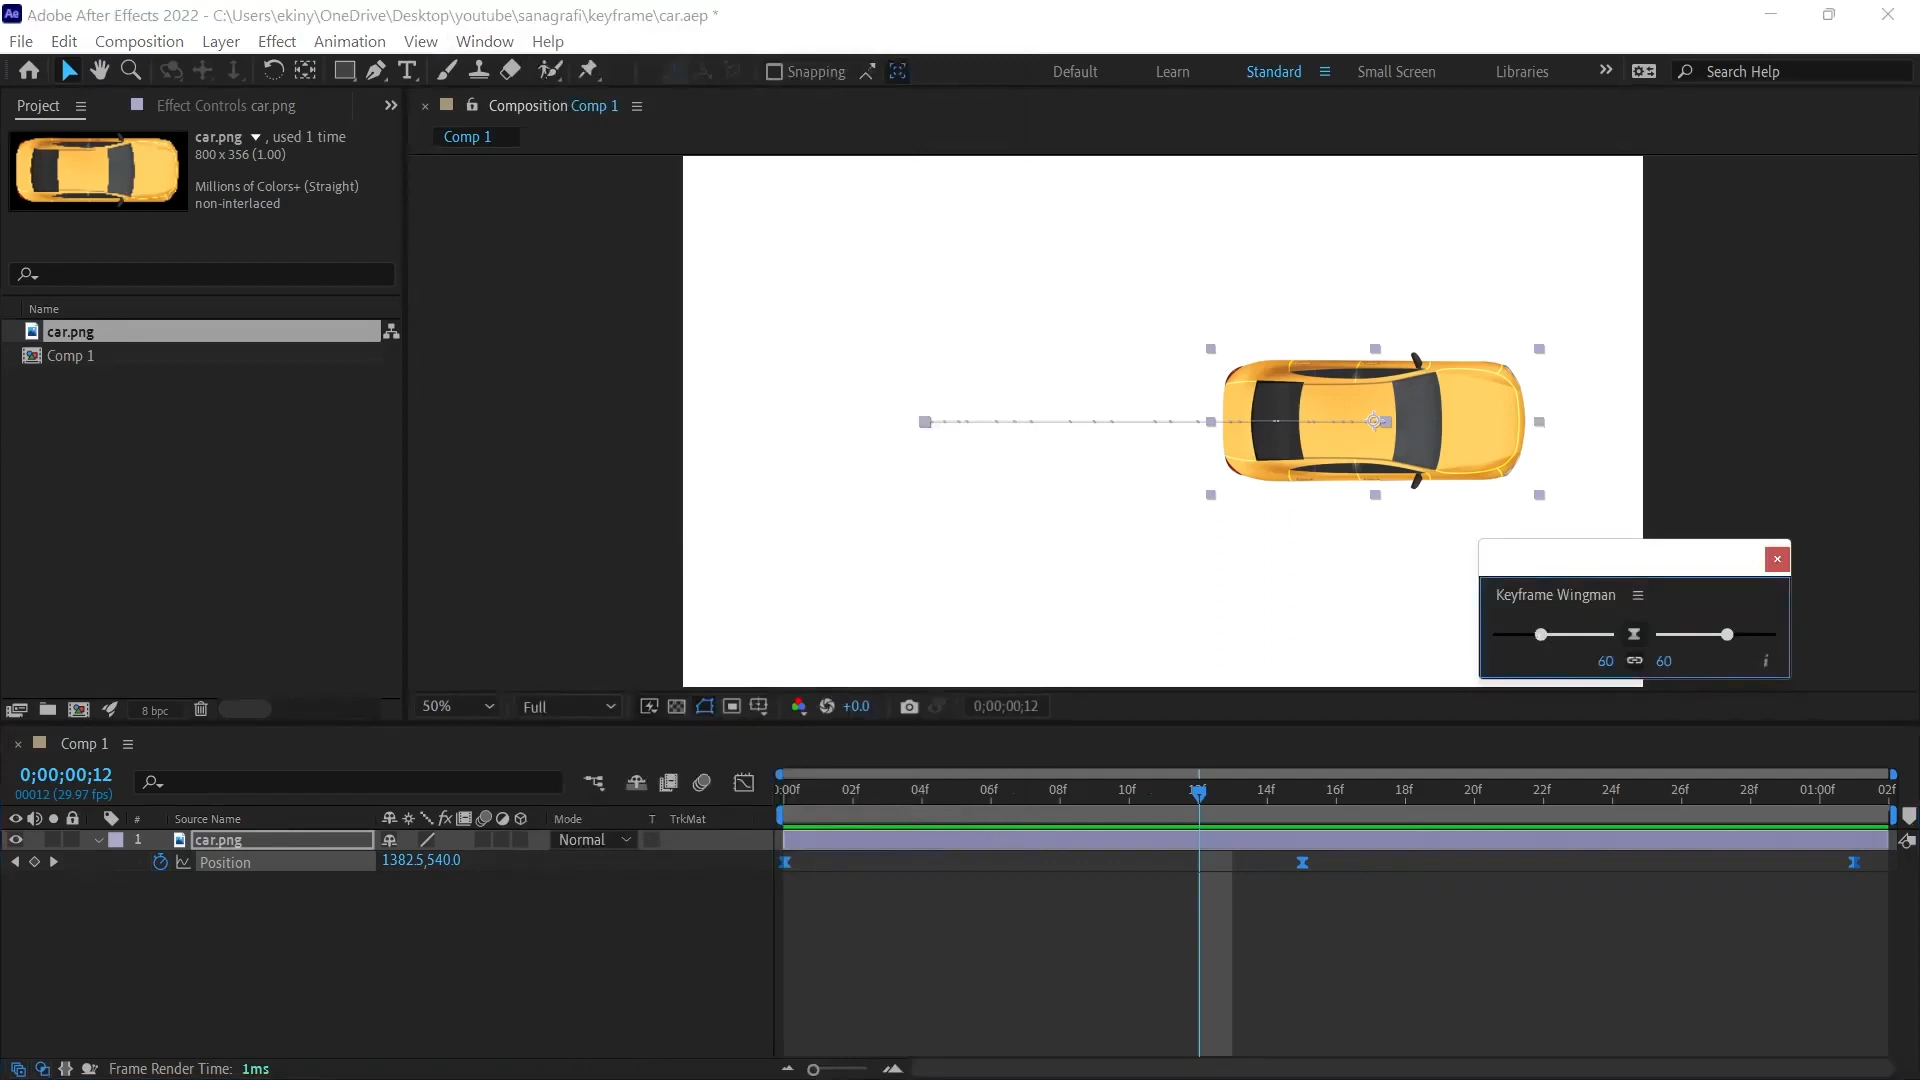 Ae Adobe After Effects 2022 - C:\Users\ekiny\OneDrive\Desktop\youtube\sanagrafi\keyframe\car.aep *
File Edit Composition Layer Effect Animation View Window Help
Snapping Default Learn Standard Small Screen Libraries Search Help
Project Effect Controls car.png
Composition Comp 1
car.png , used 1 time
800 x 356 (1.00)
Millions of Colors+ (Straight)
non-interlaced
Comp 1
Name
car.png
Comp 1
Keyframe Wingman
60 60 i
8 bpc
50% Full +0.0 0;00;00;12
Comp 1
0;00;00;12
00012 (29.97 fps)
:00f 02f 04f 06f 08f 10f 12f 14f 16f 18f 20f 22f 24f 26f 28f 01:00f 02f
# Source Name fx Mode T TrkMat
1 car.png Normal
Position 1382.5,540.0
Frame Render Time: 1ms